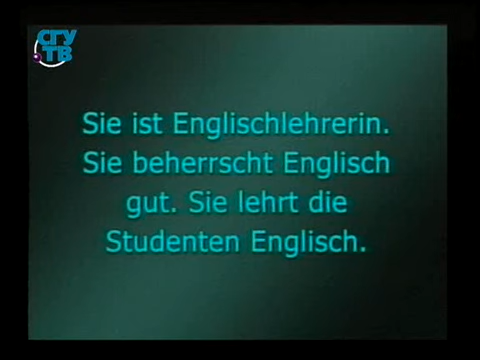 СГУ
ТВ
Sie ist Englischlehrerin.
Sie beherrscht Englisch
gut. Sie lehrt die
Studenten Englisch.